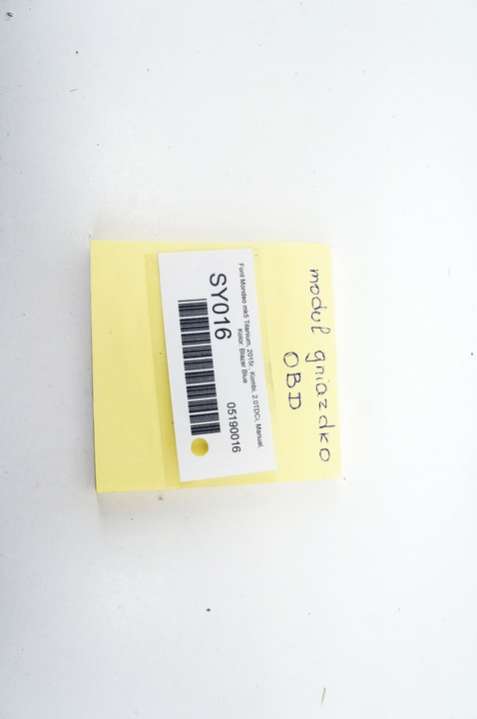 moduł gniazdko
OBD
Ford Mondeo mk5 Titanium, 2015r., Kombi, 2.0TDCi, Manual,
Kolor: Blazer Blue
SY016
05190016